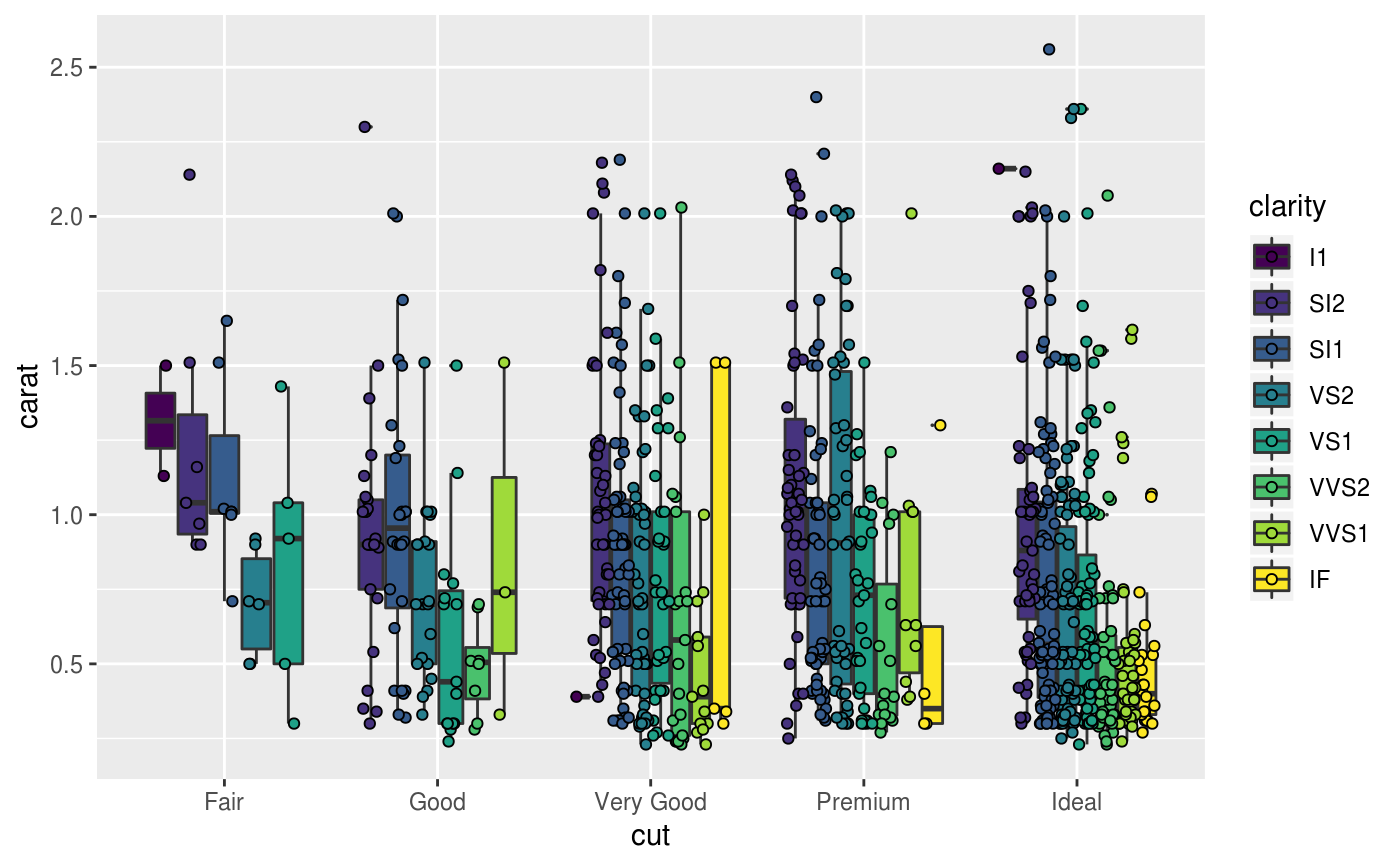 2.5
2.0
1.5
1.0
0.5
carat
Fair
Good
Very Good
Premium
Ideal
cut
clarity
I1
SI2
SI1
VS2
VS1
VVS2
VVS1
IF